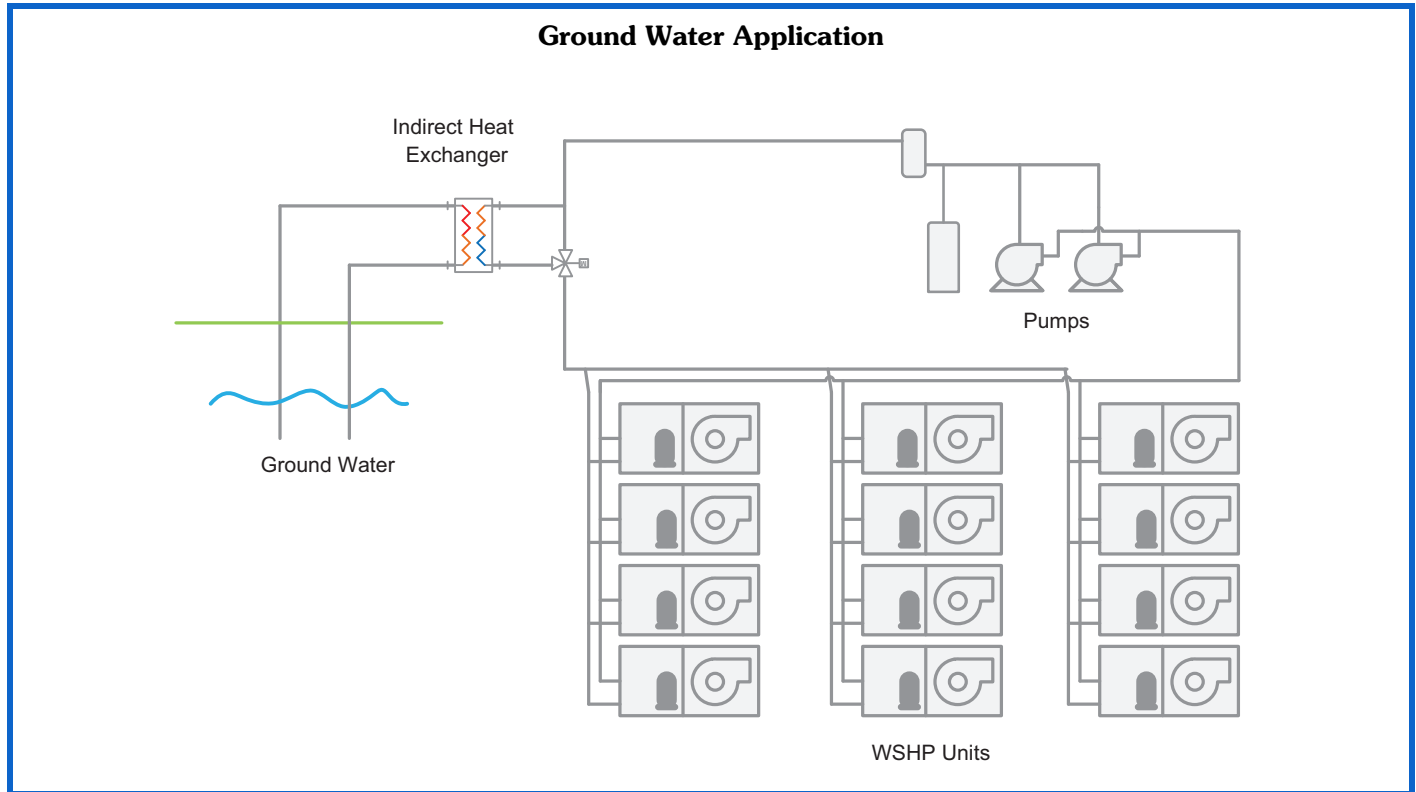 Ground Water Application
Indirect Heat
Exchanger
M
Pumps
Ground Water
WSHP Units